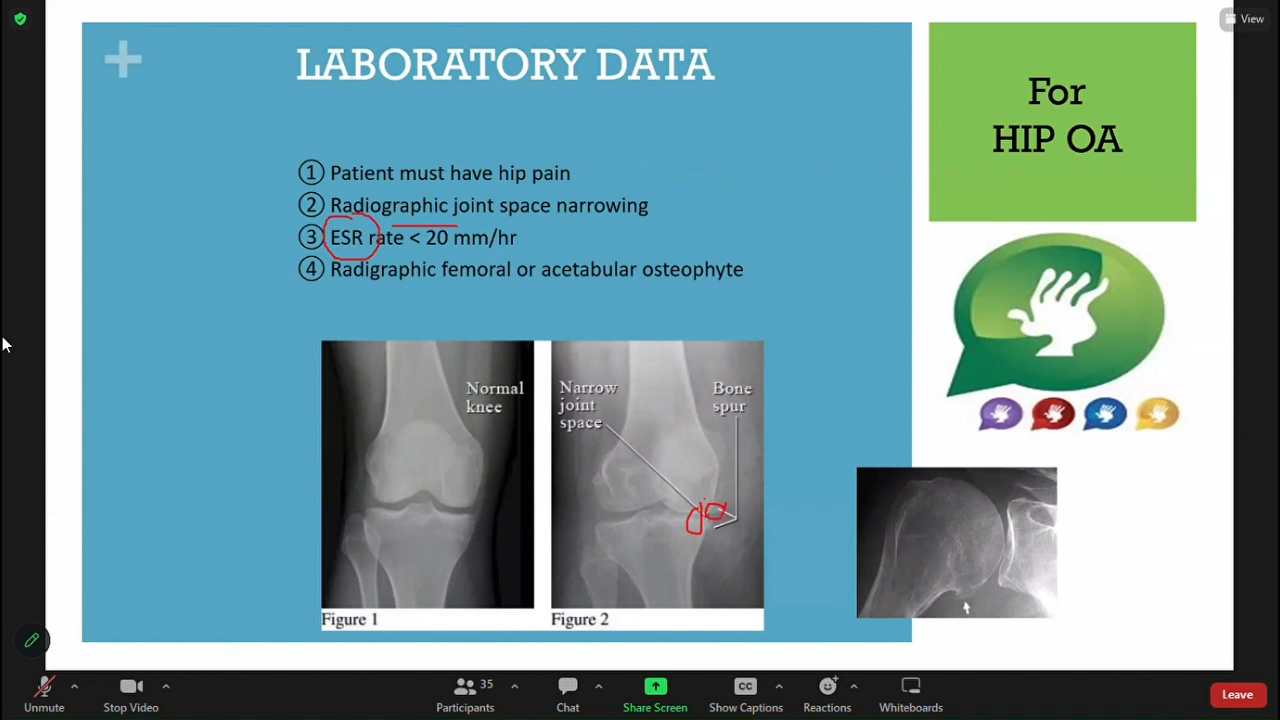 View
LABORATORY DATA
For
HIP OA
① Patient must have hip pain
② Radiographic joint space narrowing
③ ESR rate < 20 mm/hr
④ Radigraphic femoral or acetabular osteophyte
Normal
knee
Narrow
joint
space
Bone
spur
Figure 1
Figure 2
Unmute
Stop Video
35
Participants
Chat
Share Screen
CC
Show Captions
Reactions
Whiteboards
Leave